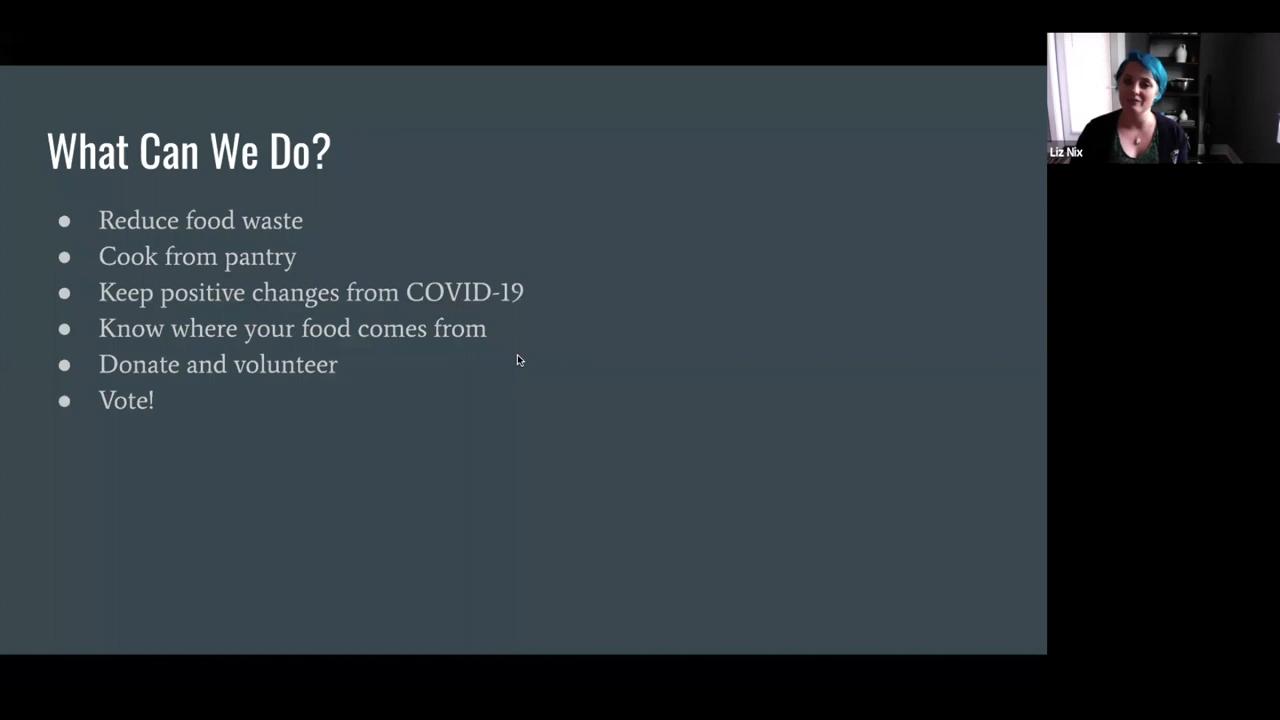 What Can We Do?
● Reduce food waste
● Cook from pantry
● Keep positive changes from COVID-19
● Know where your food comes from
● Donate and volunteer
● Vote!
Liz Nix